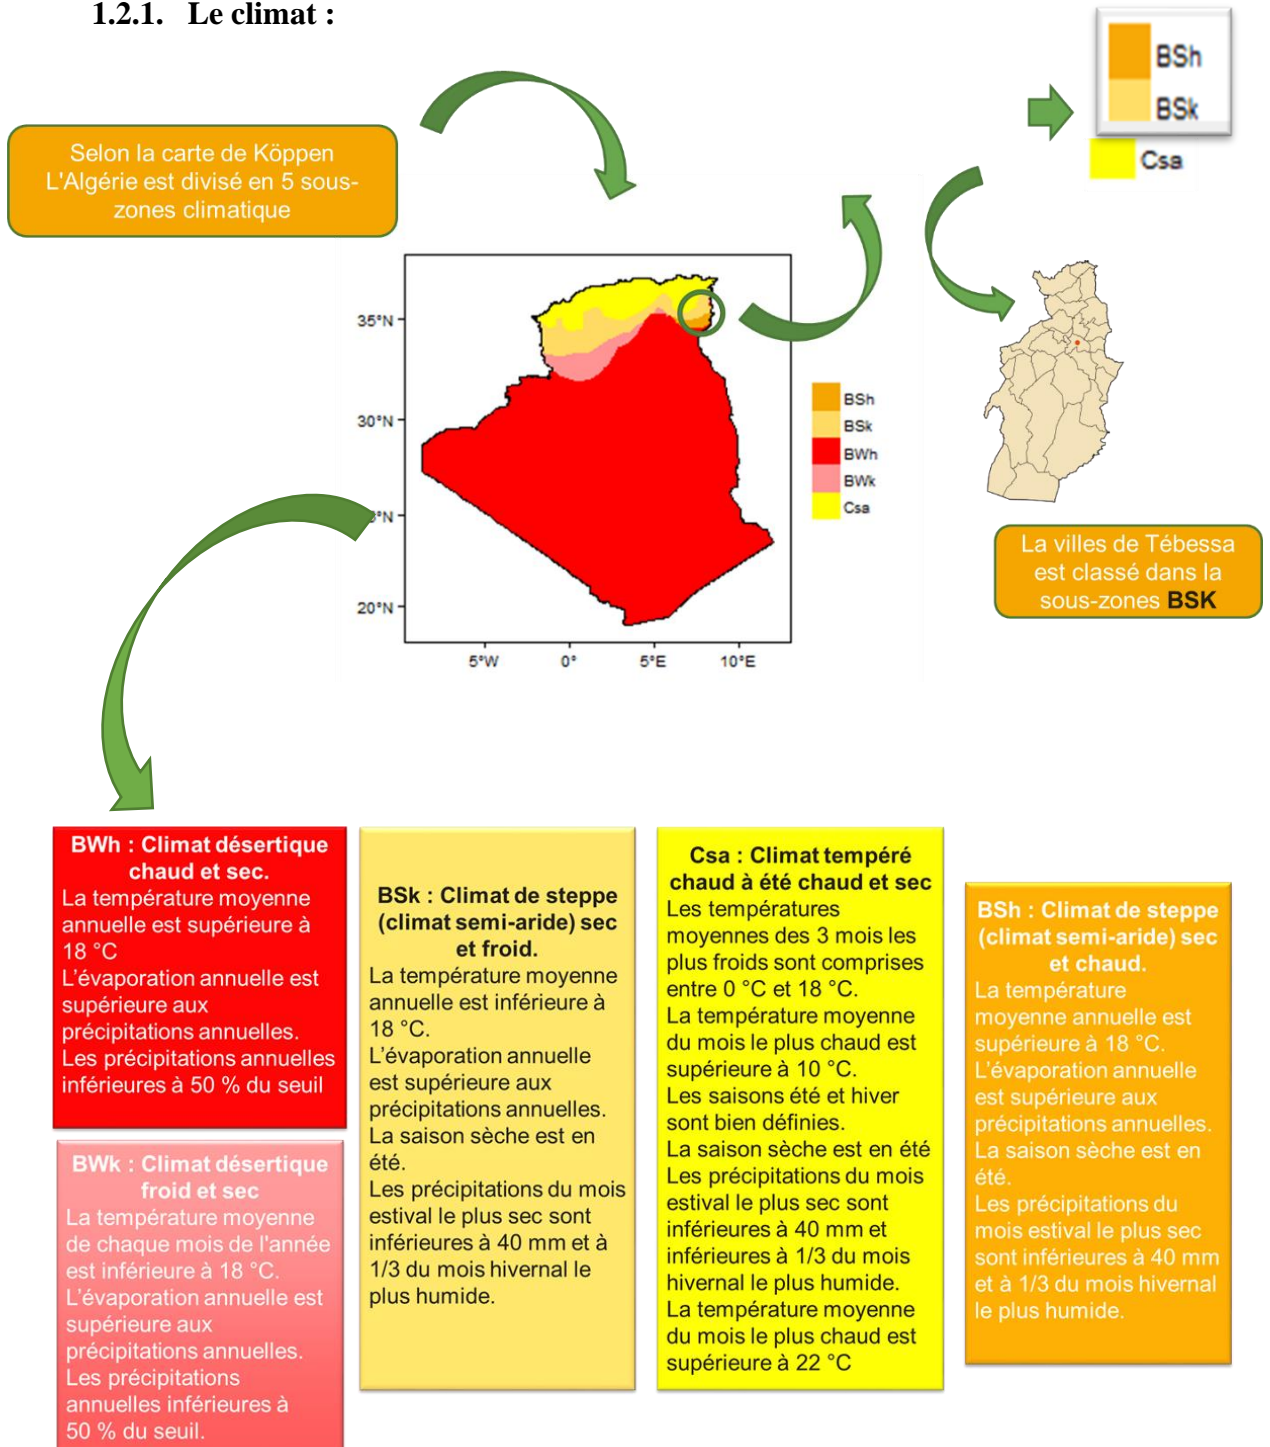 1.2.1. Le climat :
BSh
BSk
Csa
Selon la carte de Köppen
L'Algérie est divisé en 5 sous-
zones climatique
35°N
30°N
5°N
20°N
5°W
0°
5°E
10°E
BSh
BSk
BWh
BWk
Csa
La villes de Tébessa
est classé dans la
sous-zones BSK
BWh : Climat désertique
chaud et sec.
La température moyenne
annuelle est supérieure à
18 °C
L'évaporation annuelle est
supérieure aux
précipitations annuelles.
Les précipitations annuelles
inférieures à 50 % du seuil
BWk : Climat désertique
froid et sec
La température moyenne
de chaque mois de l'année
est inférieure à 18 °C.
L'évaporation annuelle est
supérieure aux
précipitations annuelles.
Les précipitations
annuelles inférieures à
50 % du seuil.
BSk : Climat de steppe
(climat semi-aride) sec
et froid.
La température moyenne
annuelle est inférieure à
18 °C.
L'évaporation annuelle
est supérieure aux
précipitations annuelles.
La saison sèche est en
été.
Les précipitations du mois
estival le plus sec sont
inférieures à 40 mm et à
1/3 du mois hivernal le
plus humide.
Csa : Climat tempéré
chaud à été chaud et sec
Les températures
moyennes des 3 mois les
plus froids sont comprises
entre 0 °C et 18 °C.
La température moyenne
du mois le plus chaud est
supérieure à 10 °C.
Les saisons été et hiver
sont bien définies.
La saison sèche est en été
Les précipitations du mois
estival le plus sec sont
inférieures à 40 mm et
inférieures à 1/3 du mois
hivernal le plus humide.
La température moyenne
du mois le plus chaud est
supérieure à 22 °C
BSh : Climat de steppe
(climat semi-aride) sec
et chaud.
La température
moyenne annuelle est
supérieure à 18 °C.
L'évaporation annuelle
est supérieure aux
précipitations annuelles.
La saison sèche est en
été.
Les précipitations du
mois estival le plus sec
sont inférieures à 40 mm
et à 1/3 du mois hivernal
le plus humide.